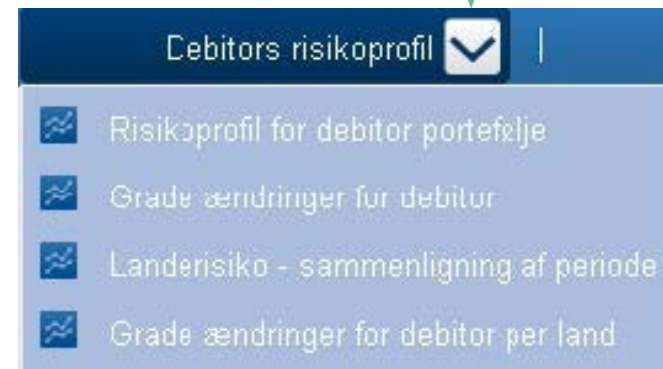 Debitors risikoprofil
Risikoprofil for debitor portefølje
Grade ændringer for debitor
Landerisiko - sammenligning af periode
Grade ændringer for debitor per land